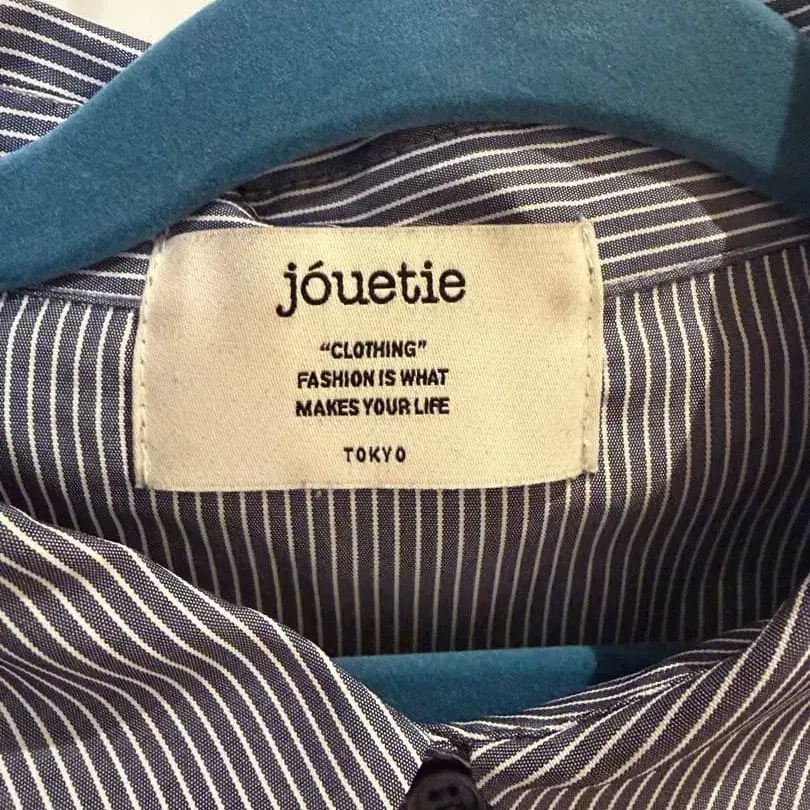 jóuetie
“CLOTHING”
FASHION IS WHAT
MAKES YOUR LIFE
TOKYO